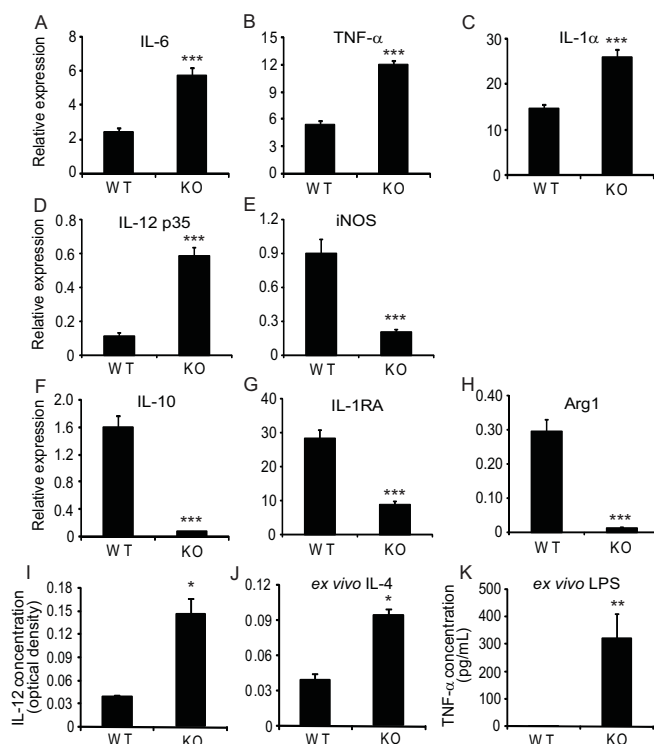 A
IL-6
Relative expression
8
6
4
2
0
***
WT
KO
B
TNF-α
15
12
9
6
3
0
***
WT
KO
C
IL-1α
30
20
10
0
***
WT
KO
D
IL-12 p35
Relative expression
0.8
0.6
0.4
0.2
0
***
WT
KO
E
iNOS
1.2
0.9
0.6
0.3
0
***
WT
KO
F
IL-10
Relative expression
2.0
1.6
1.2
0.8
0.4
0
***
WT
KO
G
IL-1RA
40
30
20
10
0
***
WT
KO
H
Arg1
0.40
0.30
0.20
0.10
0
***
WT
KO
I
IL-12 concentration
(optical density)
0.18
0.15
0.12
0.09
0.06
0.03
0
*
WT
KO
J
ex vivo IL-4
0.12
0.09
0.06
0.03
0
*
WT
KO
K
ex vivo LPS
TNF-α concentration
(pg/mL)
500
400
300
200
100
0
**
WT
KO